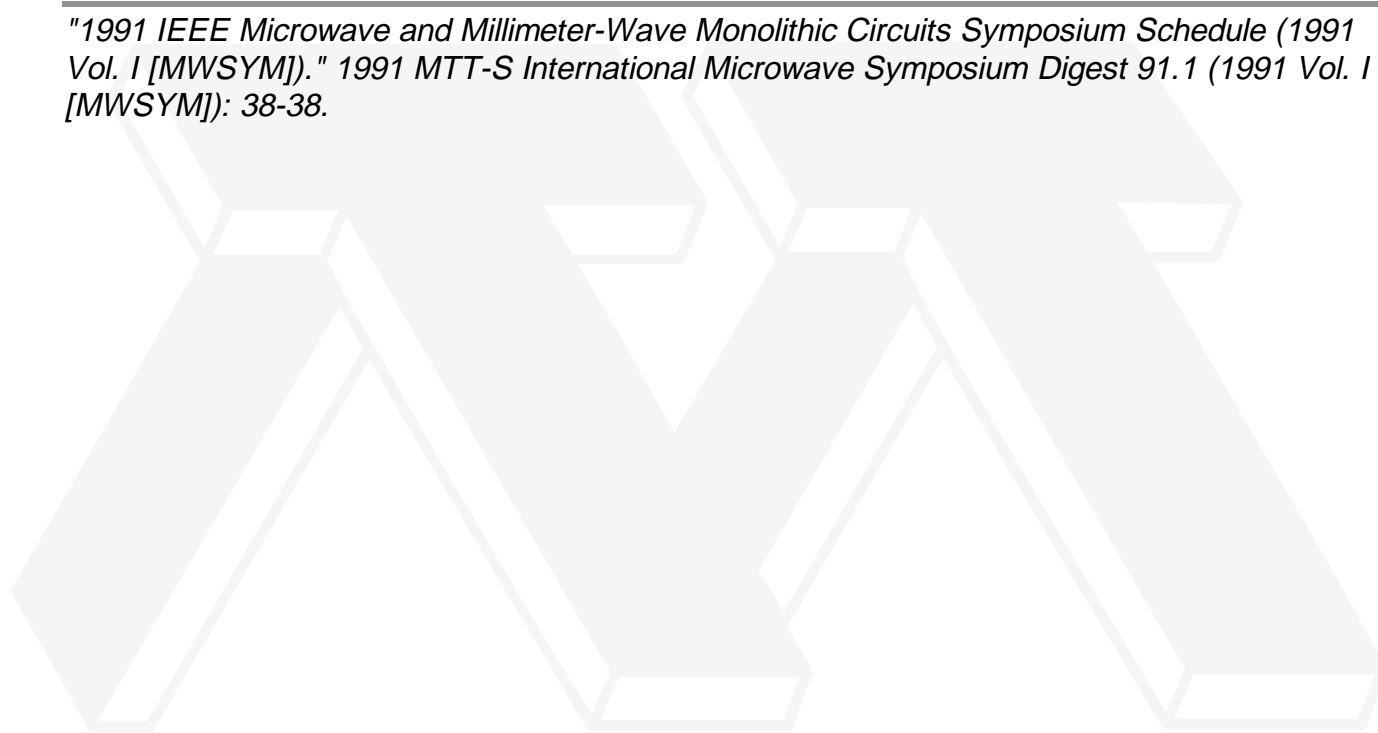 "1991 IEEE Microwave and Millimeter-Wave Monolithic Circuits Symposium Schedule (1991
Vol. I [MWSYM])." 1991 MTT-S International Microwave Symposium Digest 91.1 (1991 Vol. I
[MWSYM]): 38-38.